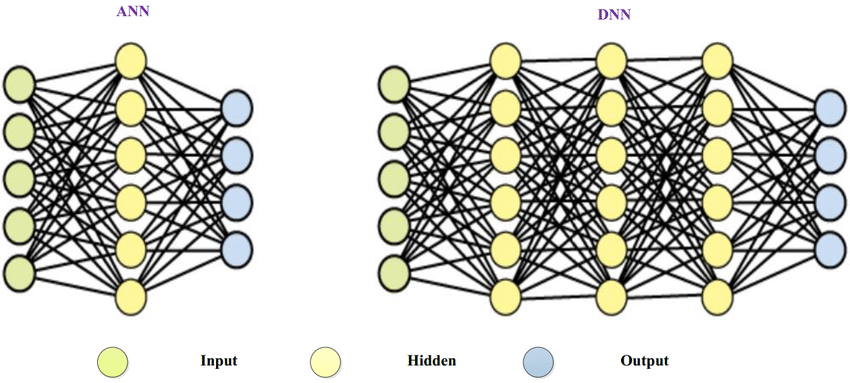 ANN
DNN
Input
Hidden
Output